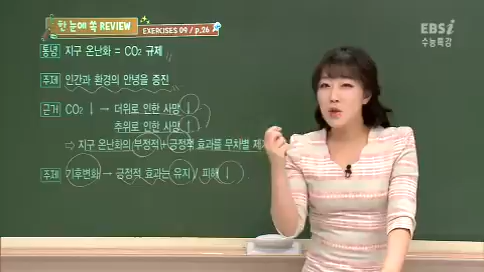 한 눈에 쏙 REVIEW
EXERCISES 09 / p.26
EBSi
수능특강
통념 지구 온난화 = CO₂ 규제
주제 인간과 환경의 안녕을 증진
근거 CO₂ ↓ → 더위로 인한 사망 ↓
추위로 인한 사망 ↑
⇨ 지구 온난화의 부정적+긍정적 효과를 무차별
주제 기후변화 → 긍정적 효과는 유지 / 피해 ↓